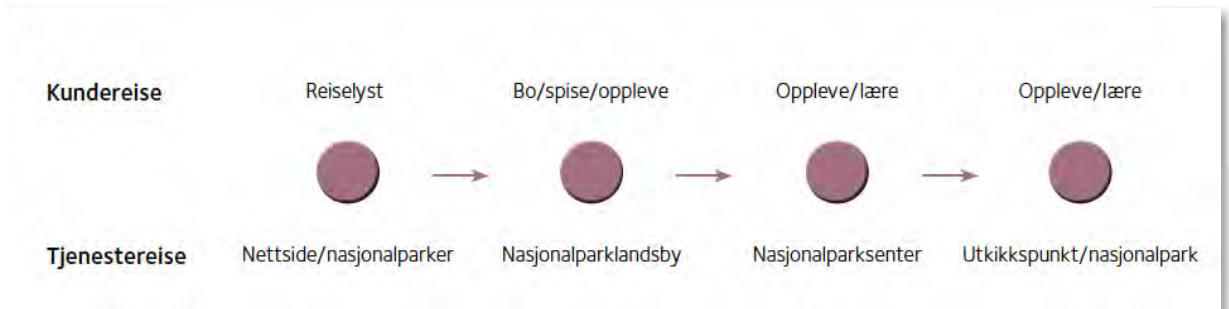 Kundereise Reiselyst Bo/spise/oppleve Oppleve/lære Oppleve/lære
Tjenestereise Nettside/nasjonalparker Nasjonalparklandsby Nasjonalparksenter Utkikkspunkt/nasjonalpark